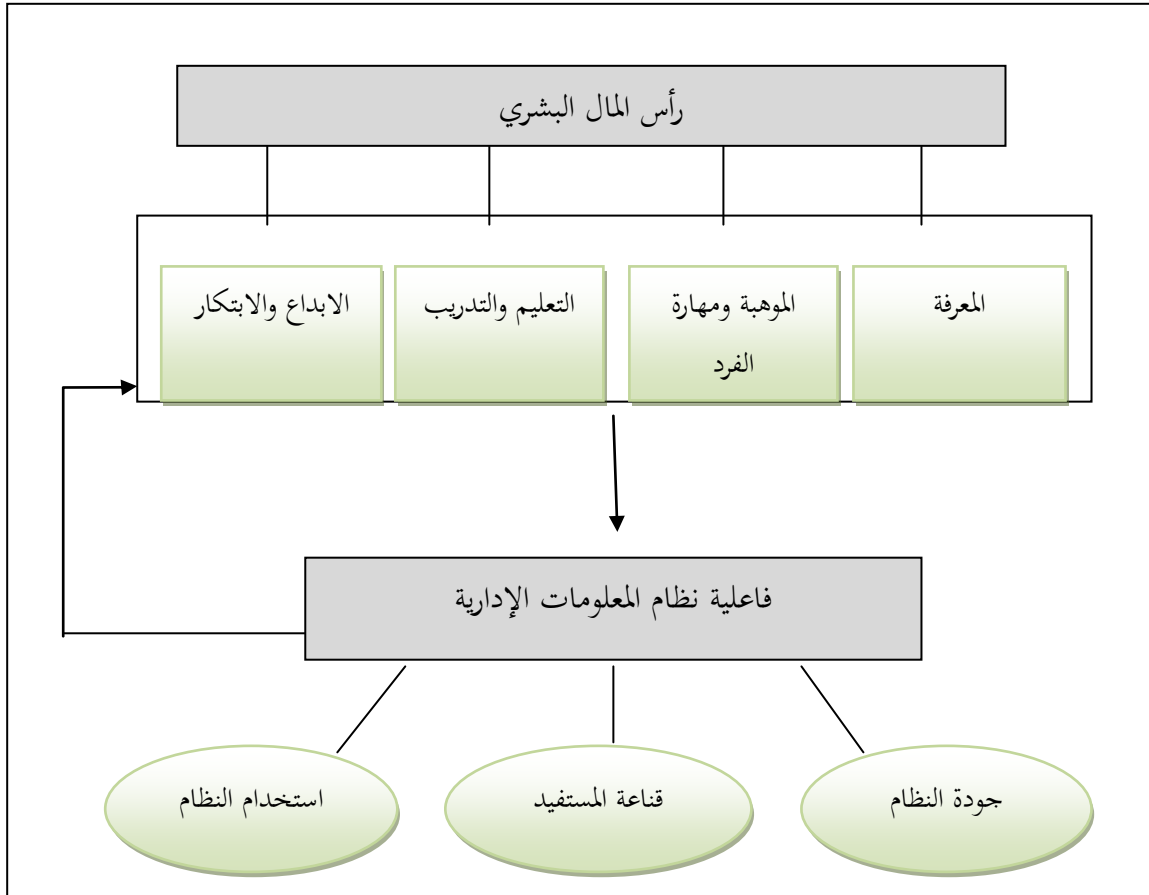 رأس المال البشري
المعرفة
الموهبة ومهارة
الفرد
التعليم والتدريب
الابداع والابتكار
فاعلية نظام المعلومات الإدارية
جودة النظام
قناعة المستفيد
استخدام النظام